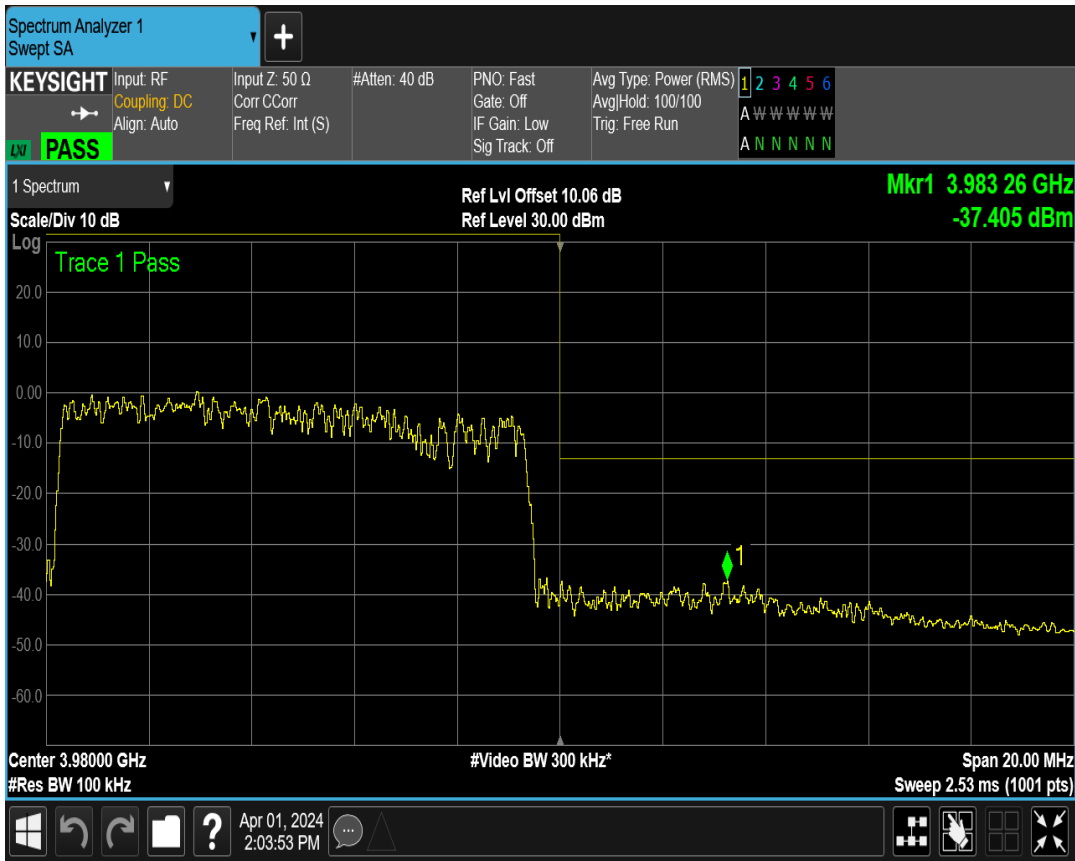 Spectrum Analyzer 1
Swept SA
+
KEYSIGHT
LXI PASS
Input: RF
Coupling: DC
Align: Auto
Input Z: 50 Ω
Corr CCorr
Freq Ref: Int (S)
#Atten: 40 dB
PNO: Fast
Gate: Off
IF Gain: Low
Sig Track: Off
Avg Type: Power (RMS)
Avg|Hold: 100/100
Trig: Free Run
1 2 3 4 5 6
A W W W W W
A N N N N N
1 Spectrum
Scale/Div 10 dB
Ref Lvl Offset 10.06 dB
Ref Level 30.00 dBm
Mkr1 3.983 26 GHz
-37.405 dBm
Log
Trace 1 Pass
20.0
10.0
0.00
-10.0
-20.0
-30.0
1
-40.0
-50.0
-60.0
Center 3.98000 GHz
#Res BW 100 kHz
#Video BW 300 kHz*
Span 20.00 MHz
Sweep 2.53 ms (1001 pts)
?
Apr 01, 2024
2:03:53 PM